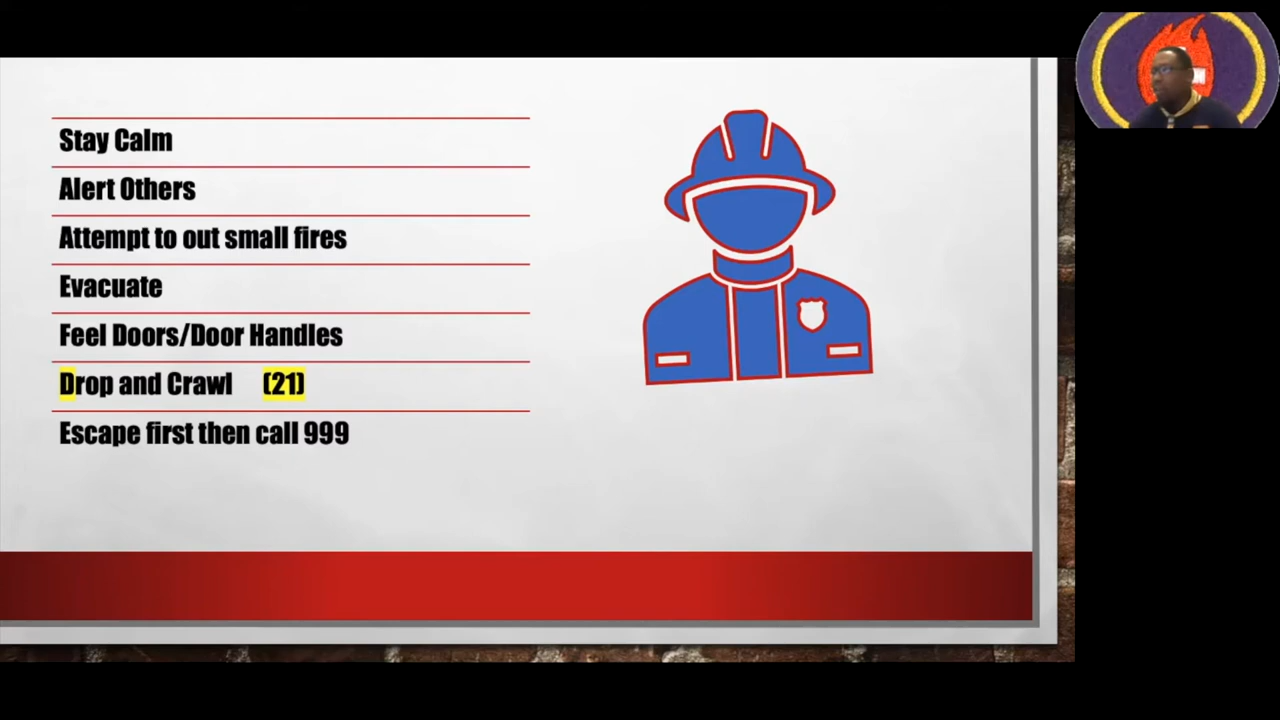 Stay Calm
Alert Others
Attempt to out small fires
Evacuate
Feel Doors/Door Handles
Drop and Crawl (21)
Escape first then call 999